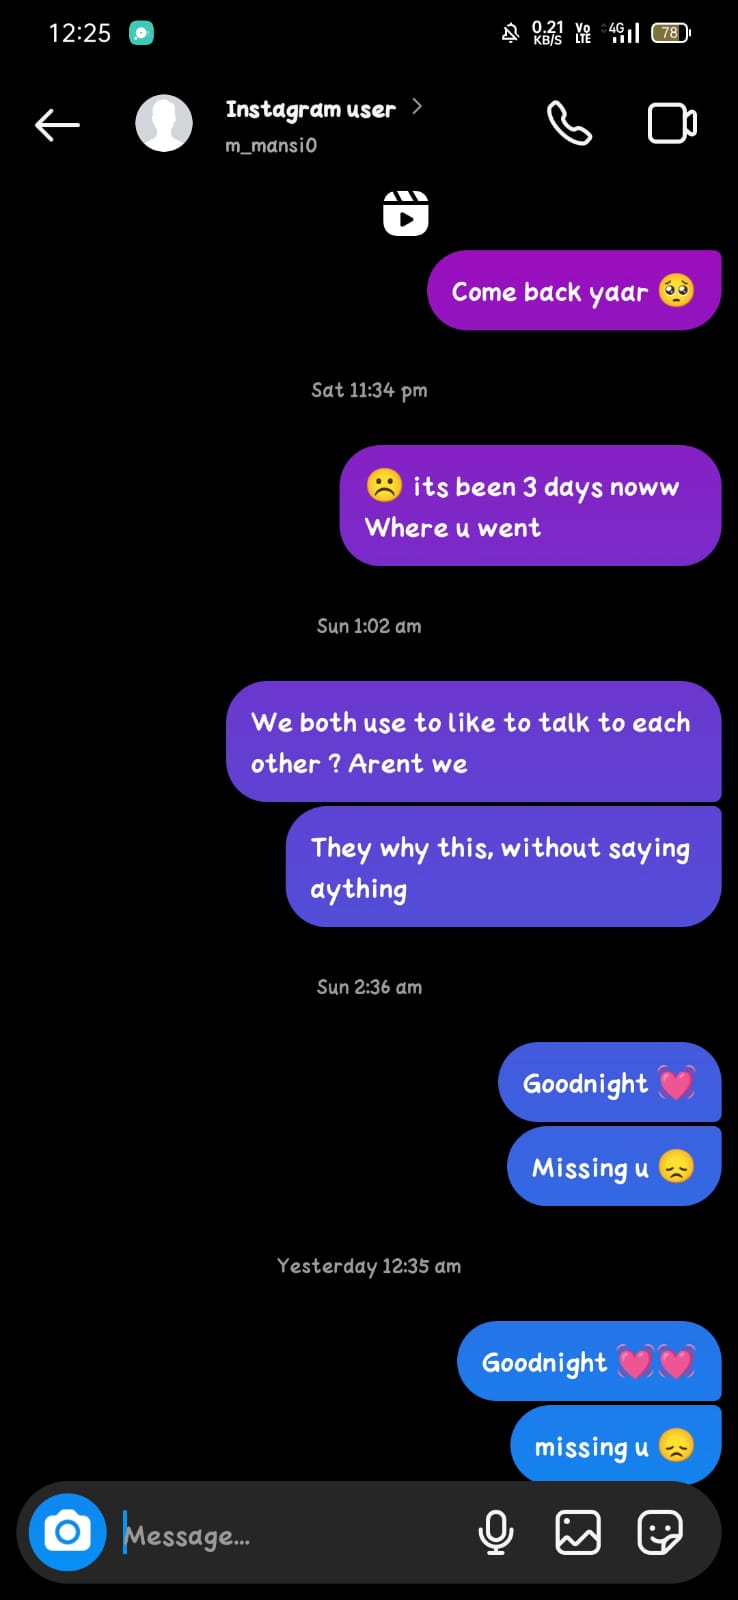 12:25
0.21
KB/S
Vo
LTE
4G
78
Instagram user
m_mansi0
Come back yaar 🥺
Sat 11:34 pm
☹️ its been 3 days noww
Where u went
Sun 1:02 am
We both use to like to talk to each
other ? Arent we
They why this, without saying
aything
Sun 2:36 am
Goodnight 💓
Missing u 😞
Yesterday 12:35 am
Goodnight 💓💓
missing u 😞
Message...